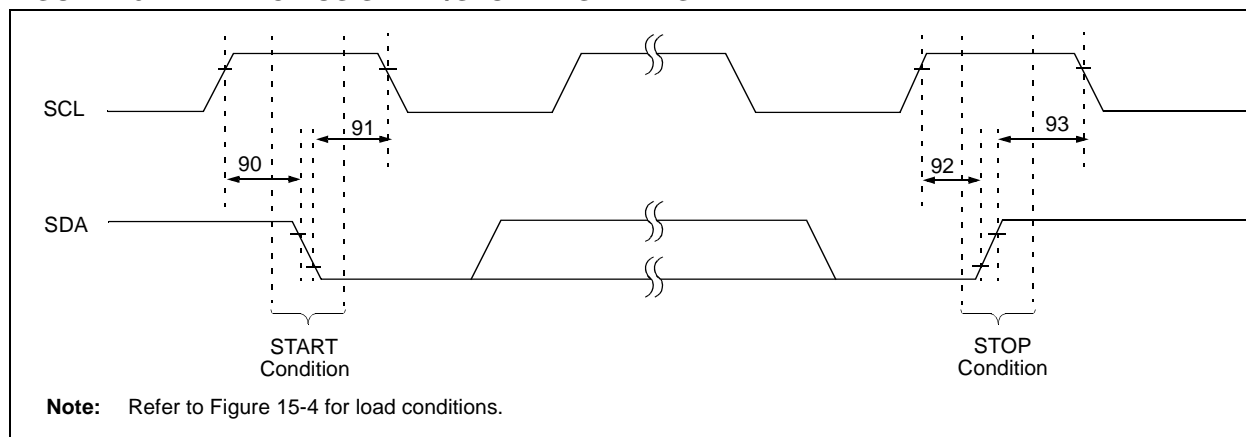 SCL
91
93
90
92
SDA
START
Condition
STOP
Condition
Note: Refer to Figure 15-4 for load conditions.